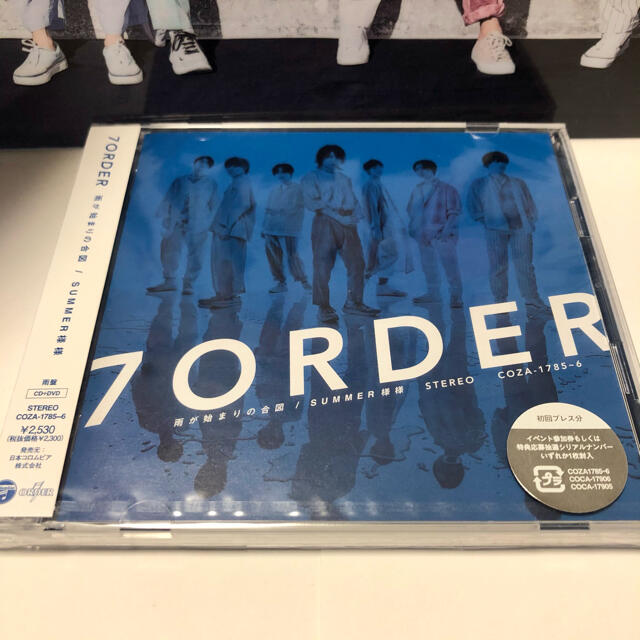 7ORDER 雨が始まりの合図 / SUMMER様様
雨盤
CD+DVD
STEREO
COZA-1785~6
¥2,530
(税抜価格¥2,300)
発売元:
日本コロムビア
株式会社
7ORDER
7ORDER
雨が始まりの合図 / SUMMER様様 STEREO COZA-1785~6
初回プレス分
イベント参加券もしくは
特典応募抽選シリアルナンバー
いずれか1枚封入
COZA1785-6
COCA-17906
COCA-17905